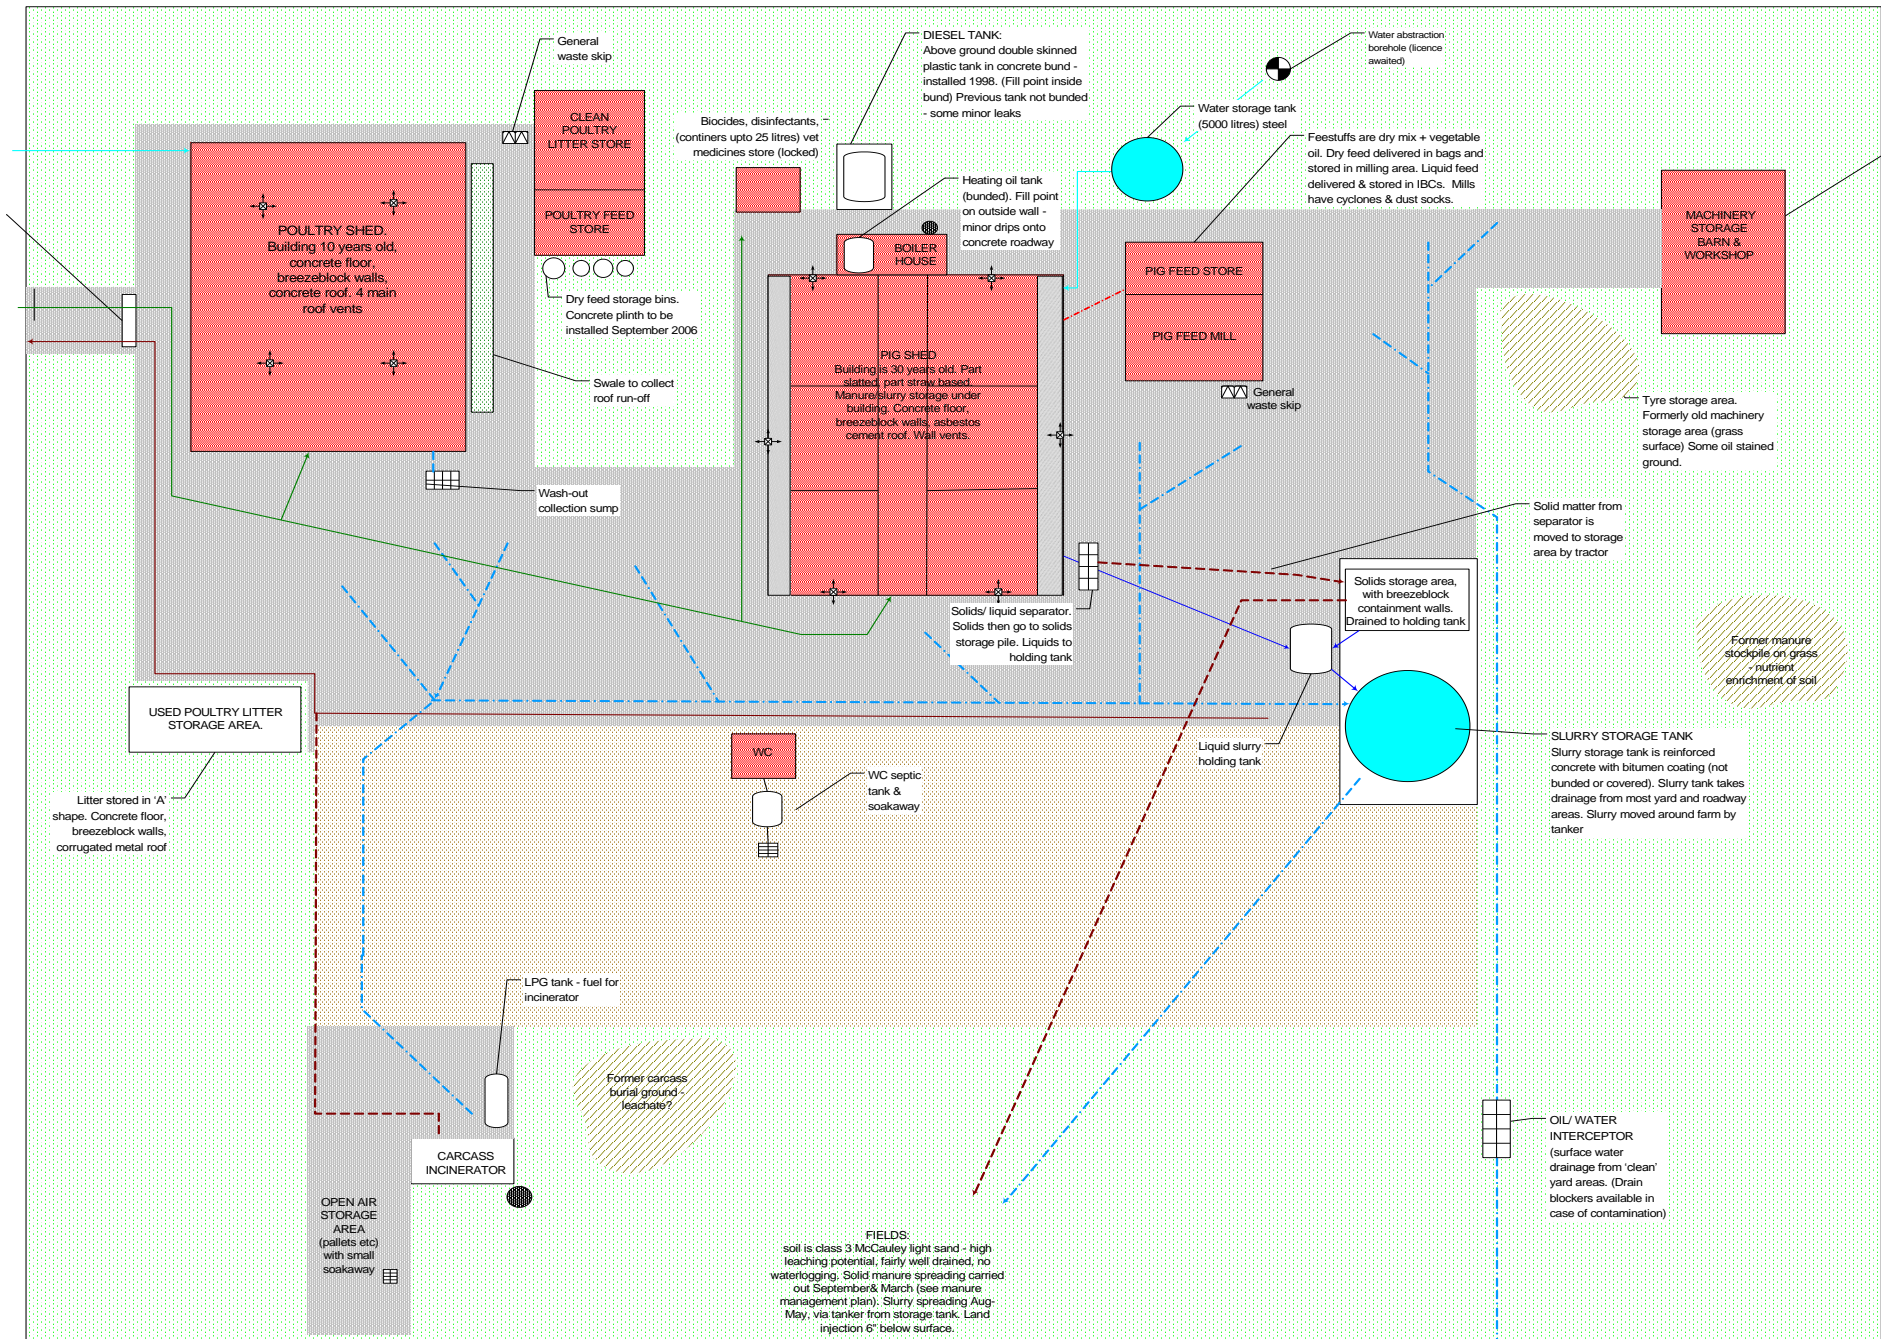 General
waste skip
DIESEL TANK:
Above ground double skinned
plastic tank in concrete bund -
installed 1998. (Fill point inside
bund) Previous tank not bunded
- some minor leaks
Water abstraction
borehole (licence
awaited)
CLEAN
POULTRY
LITTER STORE
POULTRY FEED
STORE
Biocides, disinfectants,
(continers upto 25 litres) vet
medicines store (locked)
Water storage tank
(5000 litres) steel
Feestuffs are dry mix + vegetable
oil. Dry feed delivered in bags and
stored in milling area. Liquid feed
delivered & stored in IBCs. Mills
have cyclones & dust socks.
Heating oil tank
(bunded). Fill point
on outside wall -
minor drips onto
concrete roadway
MACHINERY
STORAGE
BARN &
WORKSHOP
POULTRY SHED.
Building 10 years old,
concrete floor,
breezeblock walls,
concrete roof. 4 main
roof vents
BOILER
HOUSE
PIG FEED STORE
PIG FEED MILL
Dry feed storage bins.
Concrete plinth to be
installed September 2006
PIG SHED
Building is 30 years old. Part
slatted, part straw based.
Manure/slurry storage under
building. Concrete floor,
breezeblock walls, asbestos
cement roof. Wall vents.
Swale to collect
roof run-off
General
waste skip
Tyre storage area.
Formerly old machinery
storage area (grass
surface) Some oil stained
ground.
Wash-out
collection sump
Solid matter from
separator is
moved to storage
area by tractor
Solids storage area,
with breezeblock
containment walls.
Drained to holding tank
Solids/ liquid separator.
Solids then go to solids
storage pile. Liquids to
holding tank
Former manure
stockpile on grass
- nutrient
enrichment of soil
USED POULTRY LITTER
STORAGE AREA.
WC
Liquid slurry
holding tank
SLURRY STORAGE TANK
Slurry storage tank is reinforced
concrete with bitumen coating (not
bunded or covered). Slurry tank takes
drainage from most yard and roadway
areas. Slurry moved around farm by
tanker
WC septic
tank &
soakaway
Litter stored in 'A'
shape. Concrete floor,
breezeblock walls,
corrugated metal roof
LPG tank - fuel for
incinerator
Former carcass
burial ground -
leachate?
CARCASS
INCINERATOR
OIL/ WATER
INTERCEPTOR
(surface water
drainage from 'clean'
yard areas. (Drain
blockers available in
case of contamination)
OPEN AIR
STORAGE
AREA
(pallets etc)
with small
soakaway
FIELDS:
soil is class 3 McCauley light sand - high
leaching potential, fairly well drained, no
waterlogging. Solid manure spreading carried
out September& March (see manure
management plan). Slurry spreading Aug-
May, via tanker from storage tank. Land
injection 6" below surface.